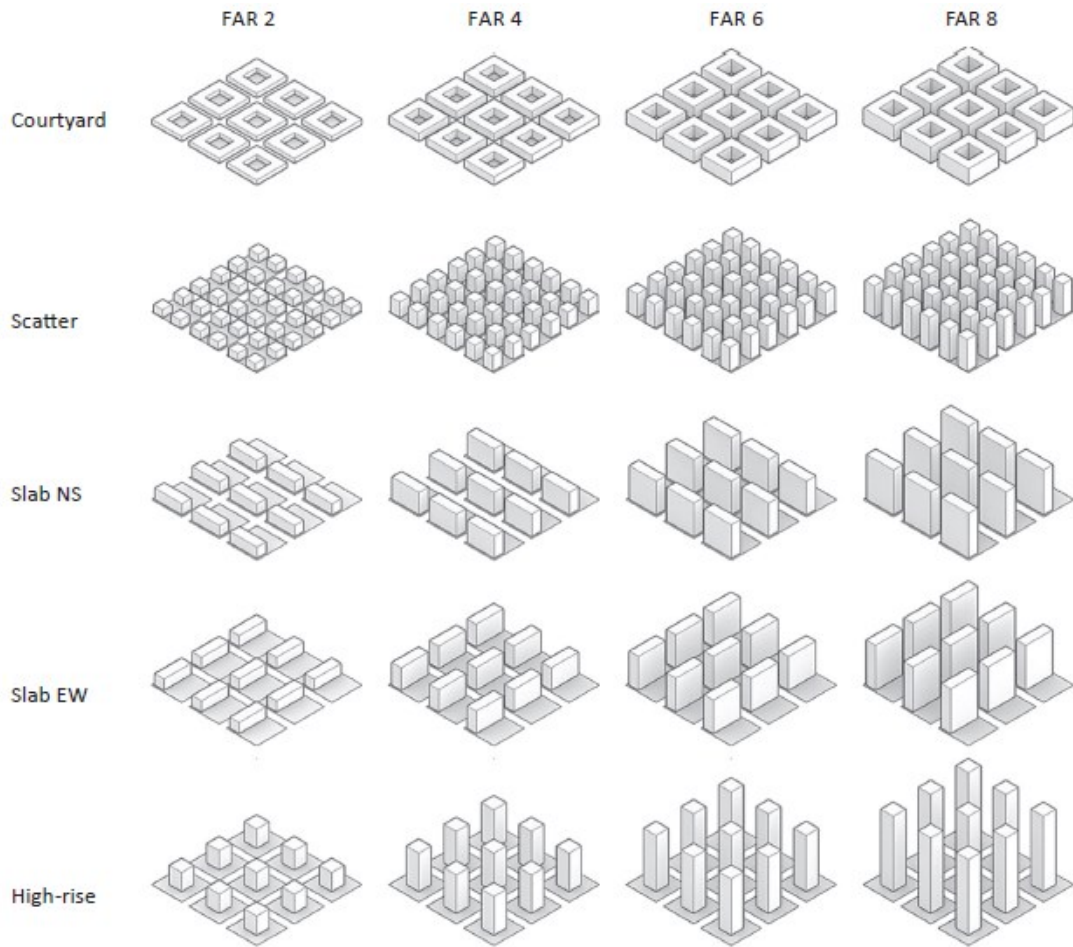 FAR 2 FAR 4 FAR 6 FAR 8
Courtyard
Scatter
Slab NS
Slab EW
High-rise